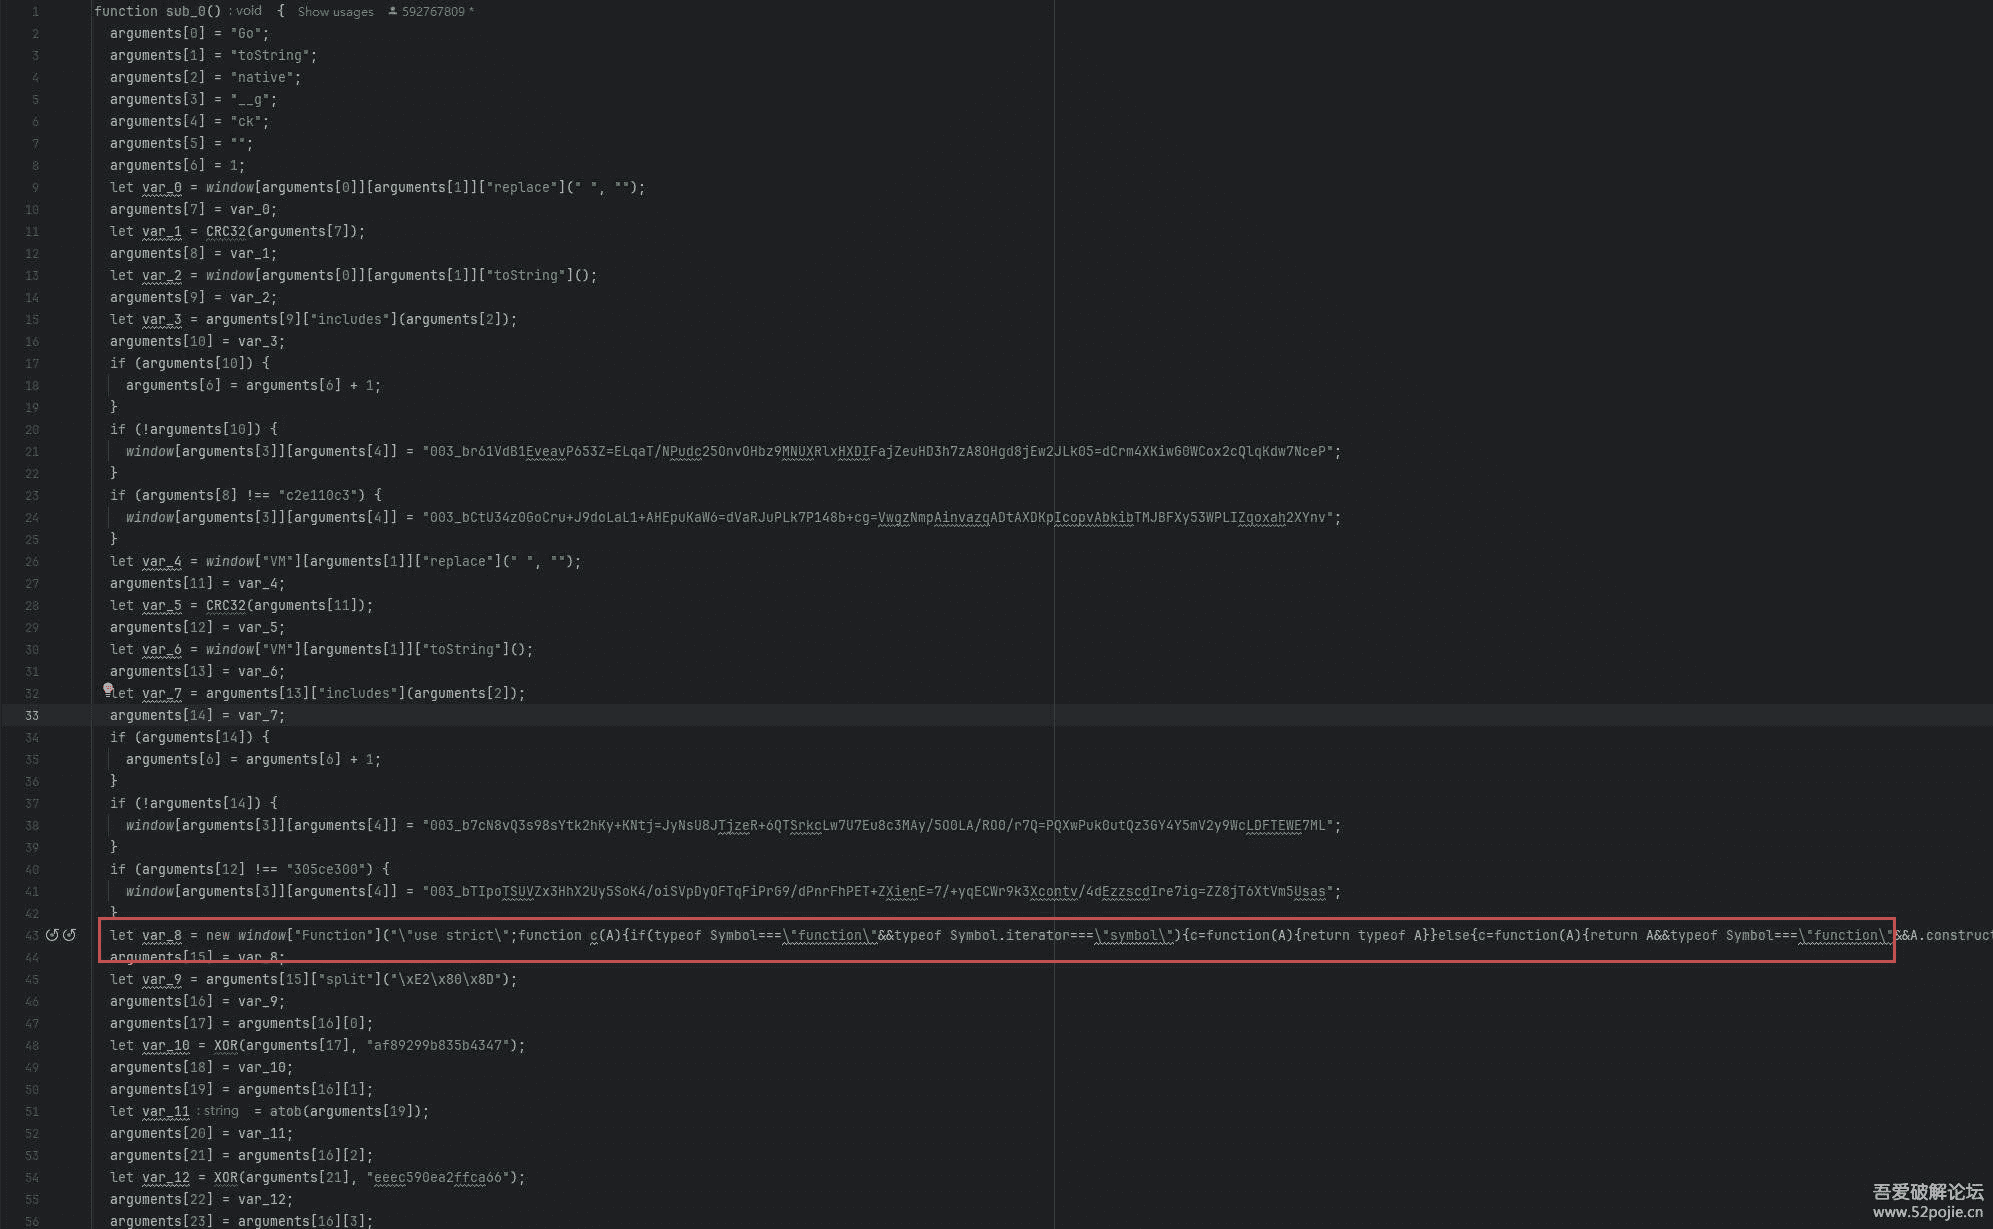 1 function sub_0() : void { Show usages 592767809 *
2 arguments[0] = "Go";
3 arguments[1] = "toString";
4 arguments[2] = "native";
5 arguments[3] = "__g";
6 arguments[4] = "ck";
7 arguments[5] = "";
8 arguments[6] = 1;
9 let var_0 = window[arguments[0]][arguments[1]]["replace"](" ", "");
10 arguments[7] = var_0;
11 let var_1 = CRC32(arguments[7]);
12 arguments[8] = var_1;
13 let var_2 = window[arguments[0]][arguments[1]]["toString"]();
14 arguments[9] = var_2;
15 let var_3 = arguments[9]["includes"](arguments[2]);
16 arguments[10] = var_3;
17 if (arguments[10]) {
18 arguments[6] = arguments[6] + 1;
19 }
20 if (!arguments[10]) {
21 window[arguments[3]][arguments[4]] = "003_br61VdB1EveavP653Z=ELqaT/NPudc25OnvOHbz9MNUXRlxHXDIFajZeuHD3h7zA8OHgd8jEw2JLk05=dCrm4XKiwG0WCox2cQlqKdw7NceP";
22 }
23 if (arguments[8] !== "c2e110c3") {
24 window[arguments[3]][arguments[4]] = "003_bCtU34z0GoCru+J9doLaL1+AHEpuKaW6=dVaRJuPLk7P148b+cg=VwgzNmpAinvazqADtAXDKpIcopvAbkibTMJBFXy53WPLIZqoxah2XYnv";
25 }
26 let var_4 = window["VM"][arguments[1]]["replace"](" ", "");
27 arguments[11] = var_4;
28 let var_5 = CRC32(arguments[11]);
29 arguments[12] = var_5;
30 let var_6 = window["VM"][arguments[1]]["toString"]();
31 arguments[13] = var_6;
32 let var_7 = arguments[13]["includes"](arguments[2]);
33 arguments[14] = var_7;
34 if (arguments[14]) {
35 arguments[6] = arguments[6] + 1;
36 }
37 if (!arguments[14]) {
38 window[arguments[3]][arguments[4]] = "003_b7cN8vQ3s98sYtk2hKy+KNtj=JyNsU8JTjzeR+6QTSrkcLw7U7Eu8c3MAy/5OOLA/RO0/r7Q=PQXwPuk0utQz3GY4Y5mV2y9WcLDFTEWE7ML";
39 }
40 if (arguments[12] !== "305ce300") {
41 window[arguments[3]][arguments[4]] = "003_bTIpoTSUVZx3HhX2Uy5SoK4/oiSVpDyOFTqFiPrG9/dPnrFhPET+ZXienE=7/+yqECWr9k3Xcontv/4dEzzscdIre7ig=ZZ8jT6XtVm5Usas";
42 }
43 let var_8 = new window["Function"]("\"use strict\";function c(A){if(typeof Symbol===\"function\"&&typeof Symbol.iterator===\"symbol\"){c=function(A){return typeof A}}else{c=function(A){return A&&typeof Symbol===\"function\"&&A.construct
44 arguments[15] = var_8;
45 let var_9 = arguments[15]["split"]("\xE2\x80\x8D");
46 arguments[16] = var_9;
47 arguments[17] = arguments[16][0];
48 let var_10 = XOR(arguments[17], "af89299b835b4347");
49 arguments[18] = var_10;
50 arguments[19] = arguments[16][1];
51 let var_11 : string = atob(arguments[19]);
52 arguments[20] = var_11;
53 arguments[21] = arguments[16][2];
54 let var_12 = XOR(arguments[21], "eeec590ea2ffca66");
55 arguments[22] = var_12;
56 arguments[23] = arguments[16][3];
吾爱破解论坛
www.52pojie.cn